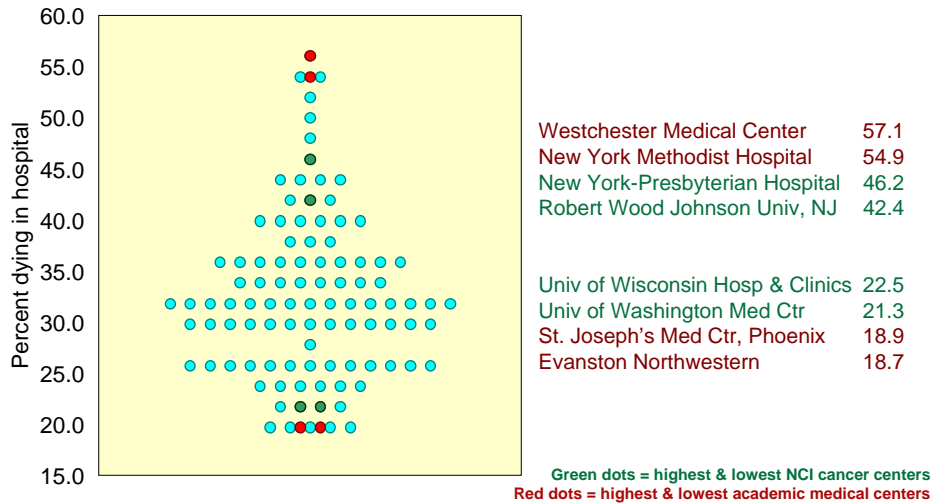 60.0
55.0
50.0
45.0
40.0
35.0
30.0
25.0
20.0
15.0
Percent dying in hospital
Westchester Medical Center 57.1
New York Methodist Hospital 54.9
New York-Presbyterian Hospital 46.2
Robert Wood Johnson Univ, NJ 42.4
Univ of Wisconsin Hosp & Clinics 22.5
Univ of Washington Med Ctr 21.3
St. Joseph's Med Ctr, Phoenix 18.9
Evanston Northwestern 18.7
Green dots = highest & lowest NCI cancer centers
Red dots = highest & lowest academic medical centers